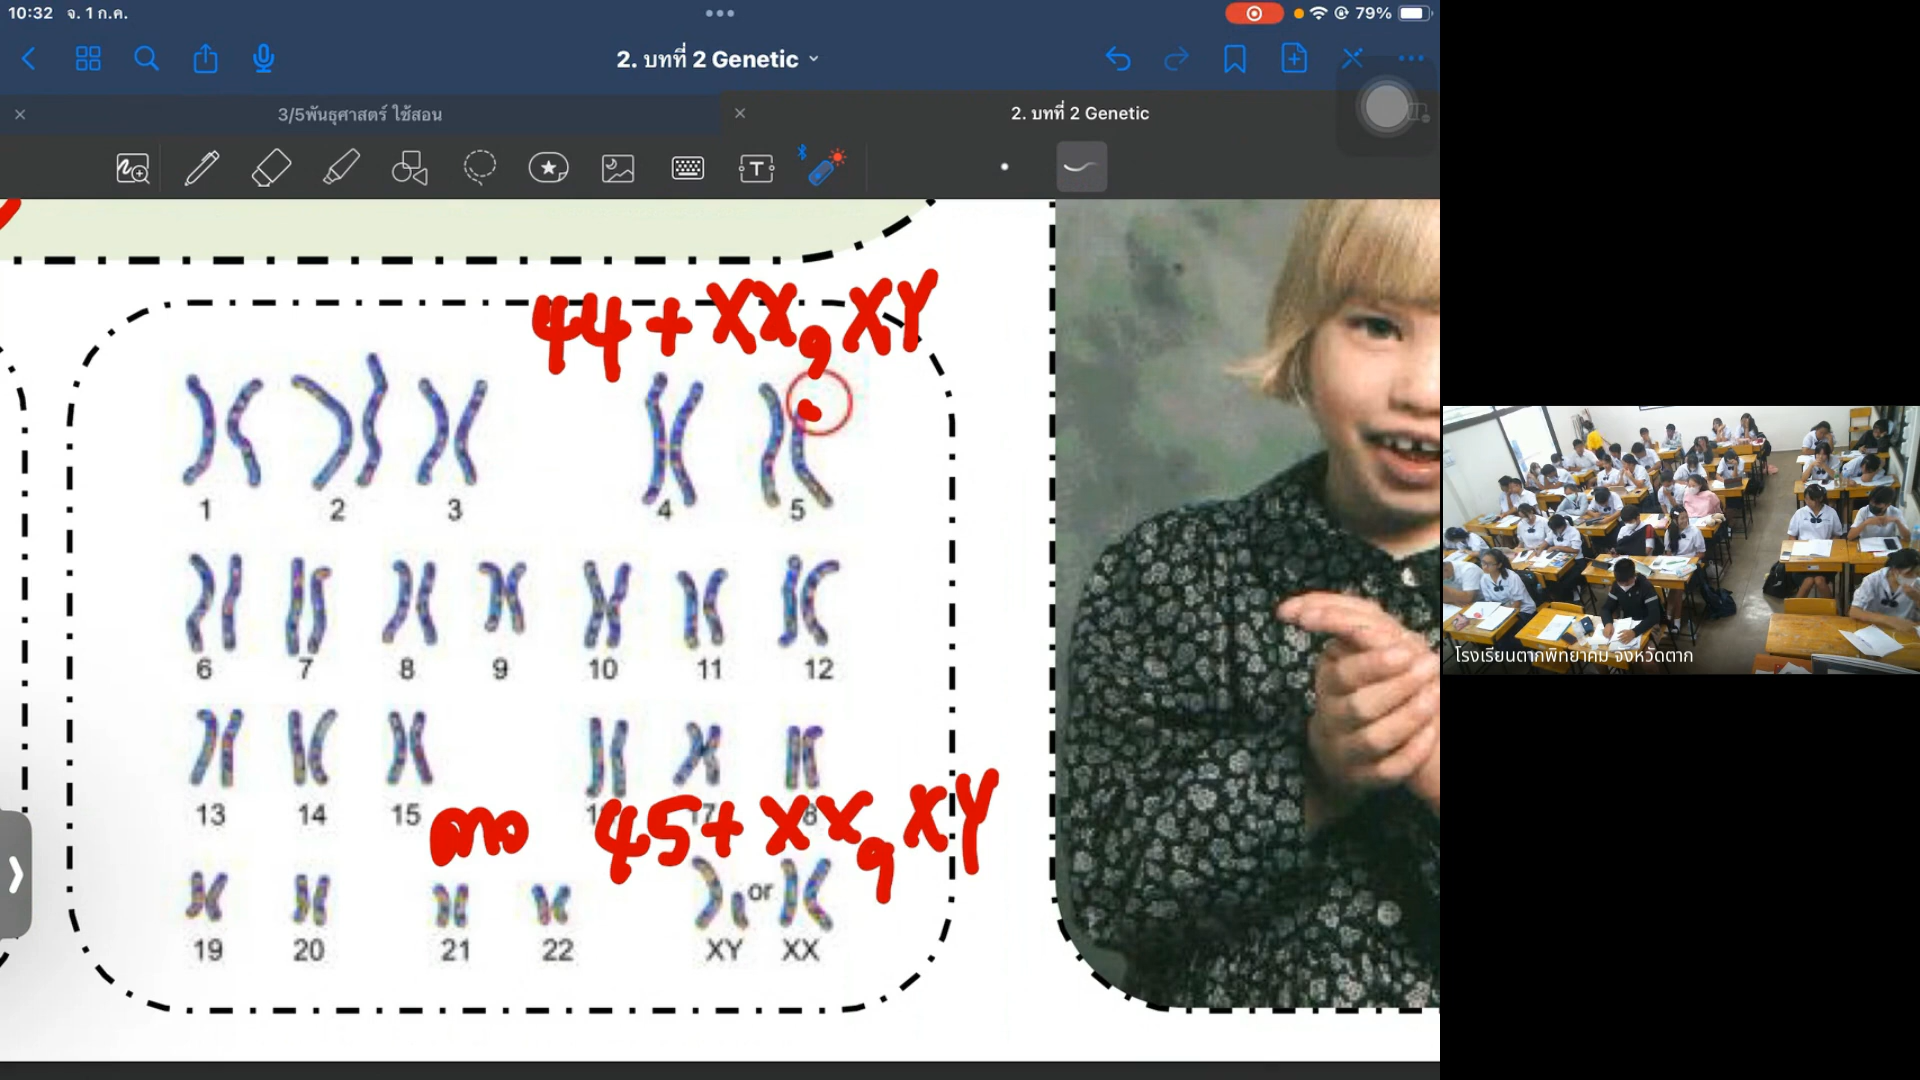 10:32 จ. 1 ก.ค.
79%
2. บทที่ 2 Genetic
3/5พันธุศาสตร์ ใช้สอน
2. บทที่ 2 Genetic
T
44 + XX, XY
1 2 3 4 5
6 7 8 9 10 11 12
13 14 15 17 8
45 + XX, XY
or
19 20 21 22 XY XX
โรงเรียนตากพิทยาคม จังหวัดตาก